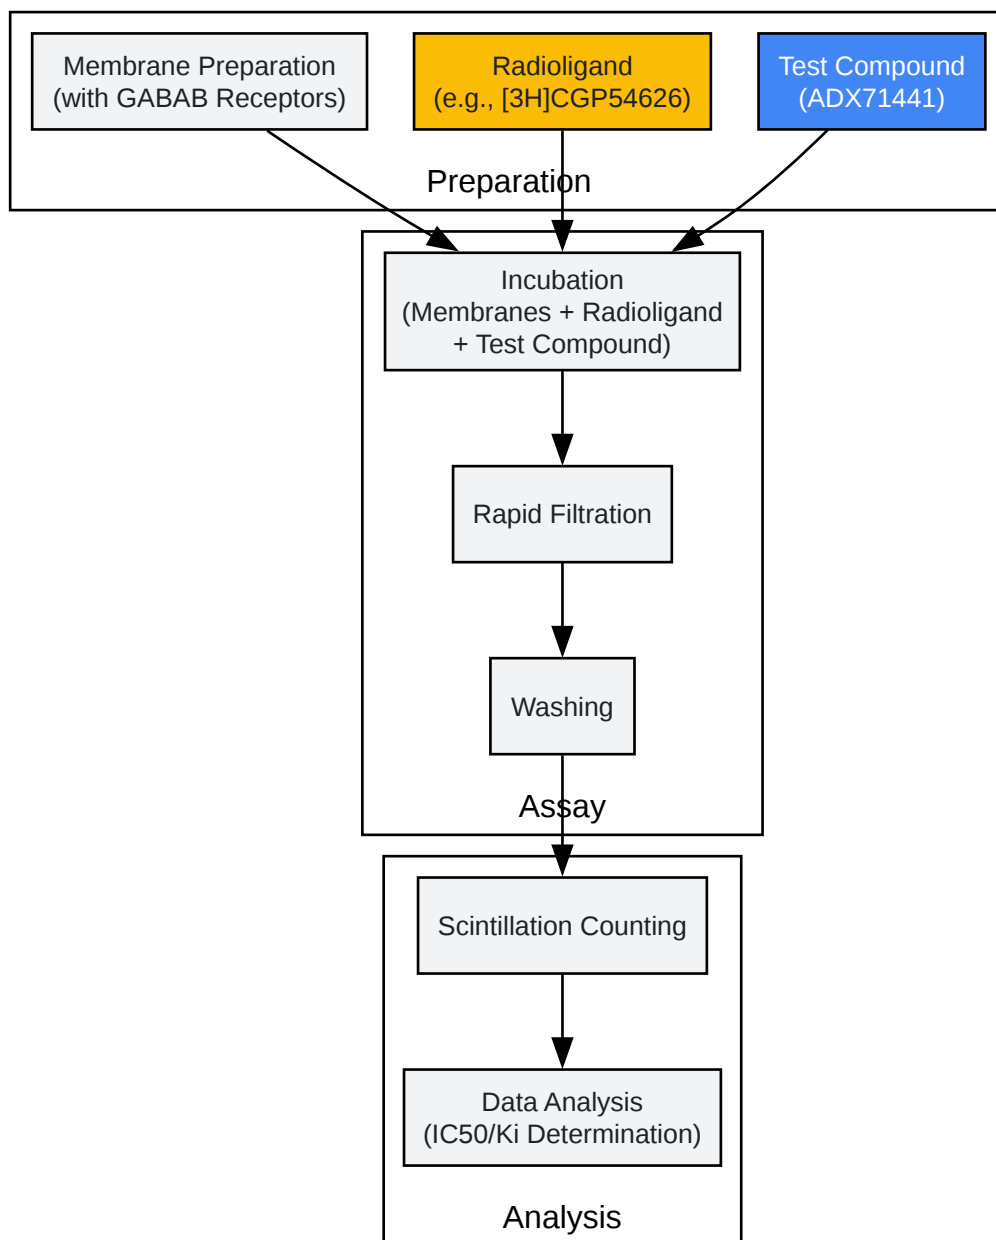 Membrane Preparation
(with GABAB Receptors)
Radioligand
(e.g., [3H]CGP54626)
Test Compound
(ADX71441)
Preparation
Incubation
(Membranes + Radioligand
+ Test Compound)
Rapid Filtration
Washing
Assay
Scintillation Counting
Data Analysis
(IC50/Ki Determination)
Analysis